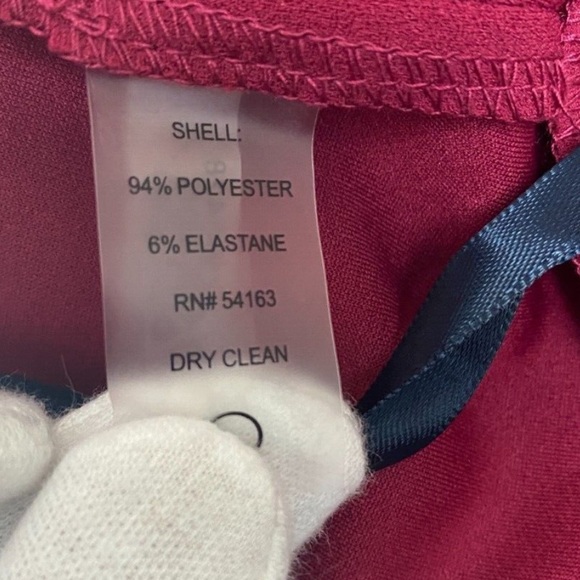 SHELL:
94% POLYESTER
6% ELASTANE
RN# 54163
DRY CLEAN